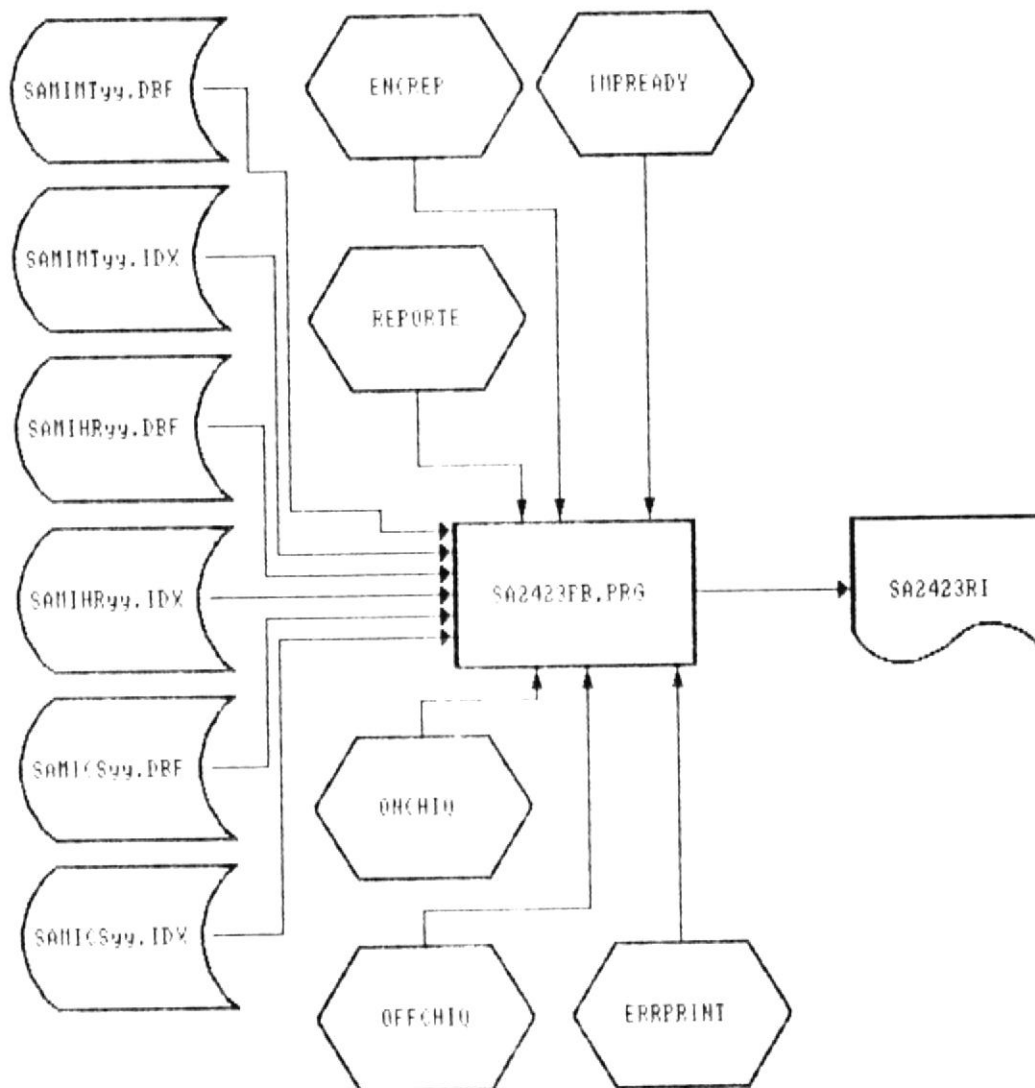 SAMIMTyy.DBF
ENCREP
IMPREADY
SAMIMTyy.IDX
REPORTE
SAMIHRyy.DBF
SAMIHRyy.IDX
SA2423PB.PRG
SA2423RI
SAMICSyy.DBF
ONCHIQ
SAMICSyy.IDX
OFFCHIQ
ERRPRINT